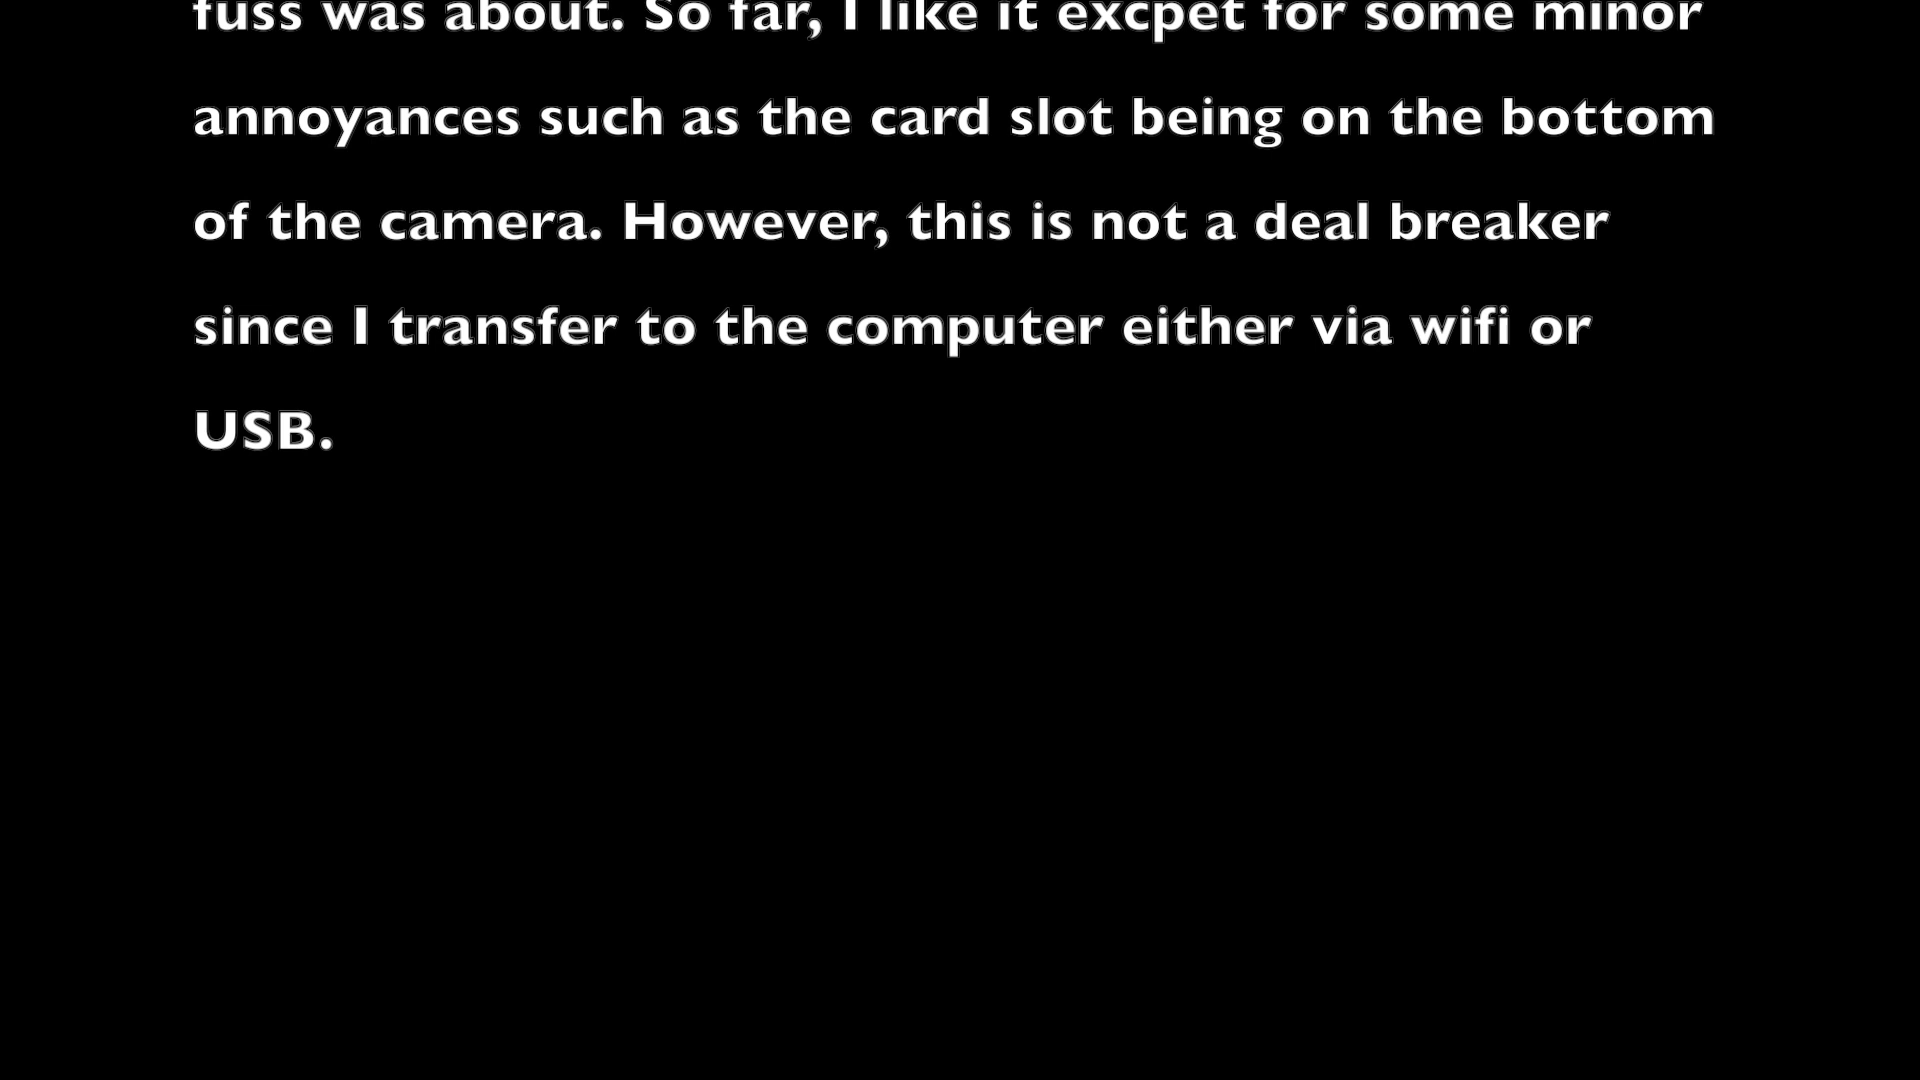 fuss was about. So far, I like it excpet for some minor
annoyances such as the card slot being on the bottom
of the camera. However, this is not a deal breaker
since I transfer to the computer either via wifi or
USB.